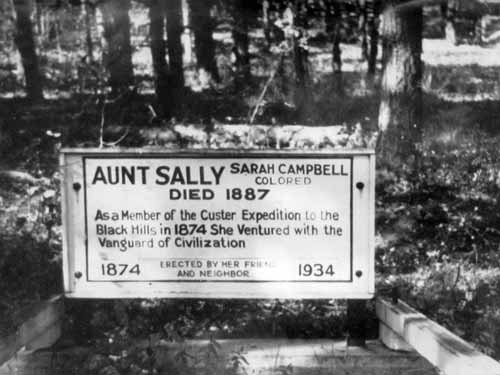 AUNT SALLY SARAH CAMPBELL
COLORED
DIED 1887
As a Member of the Custer Expedition to the
Black Hills in 1874 She Ventured with the
Vanguard of Civilization
1874 ERECTED BY HER FRIEND 1934
AND NEIGHBOR